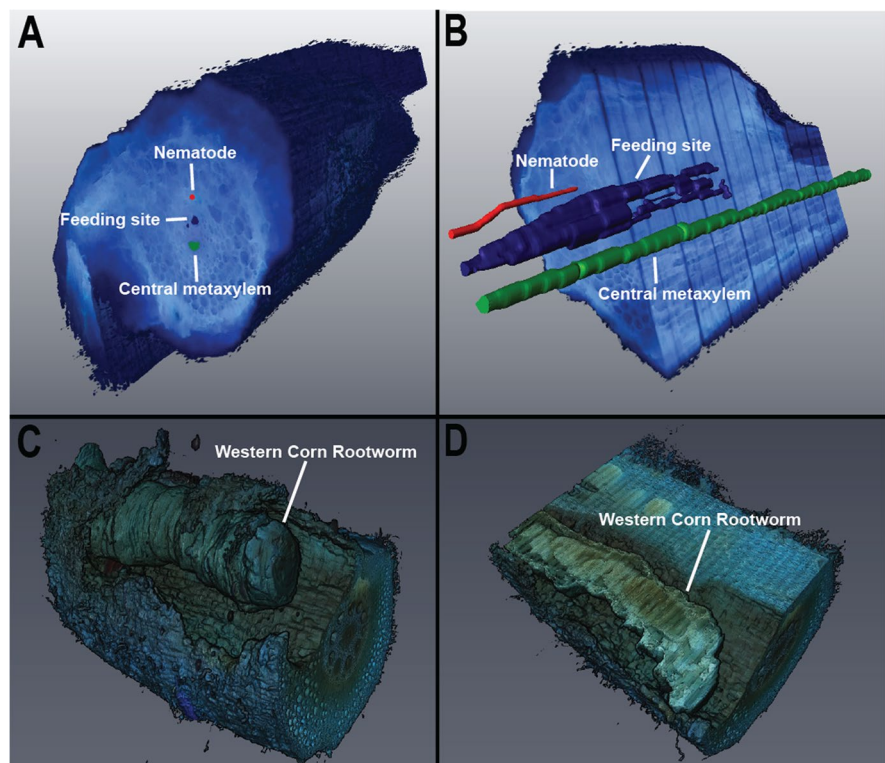 A
Nematode
Feeding site
Central metaxylem
B
Feeding site
Nematode
Central metaxylem
C
Western Corn Rootworm
D
Western Corn Rootworm